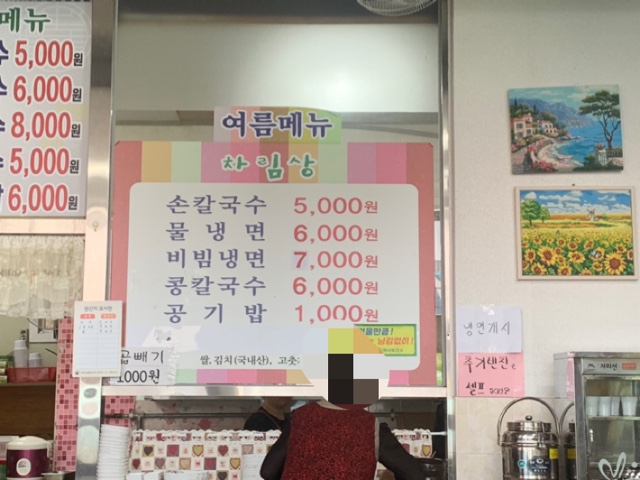 메뉴
5,000원
6,000원
8,000원
5,000원
6,000원
여름메뉴
차림상
손칼국수 5,000원
물냉면 6,000원
비빔냉면 7,000원
콩칼국수 6,000원
공기밥 1,000원
쌀,김치(국내산), 고춧
남김없이!
곱빼기
1000원
냉면개시
셀프